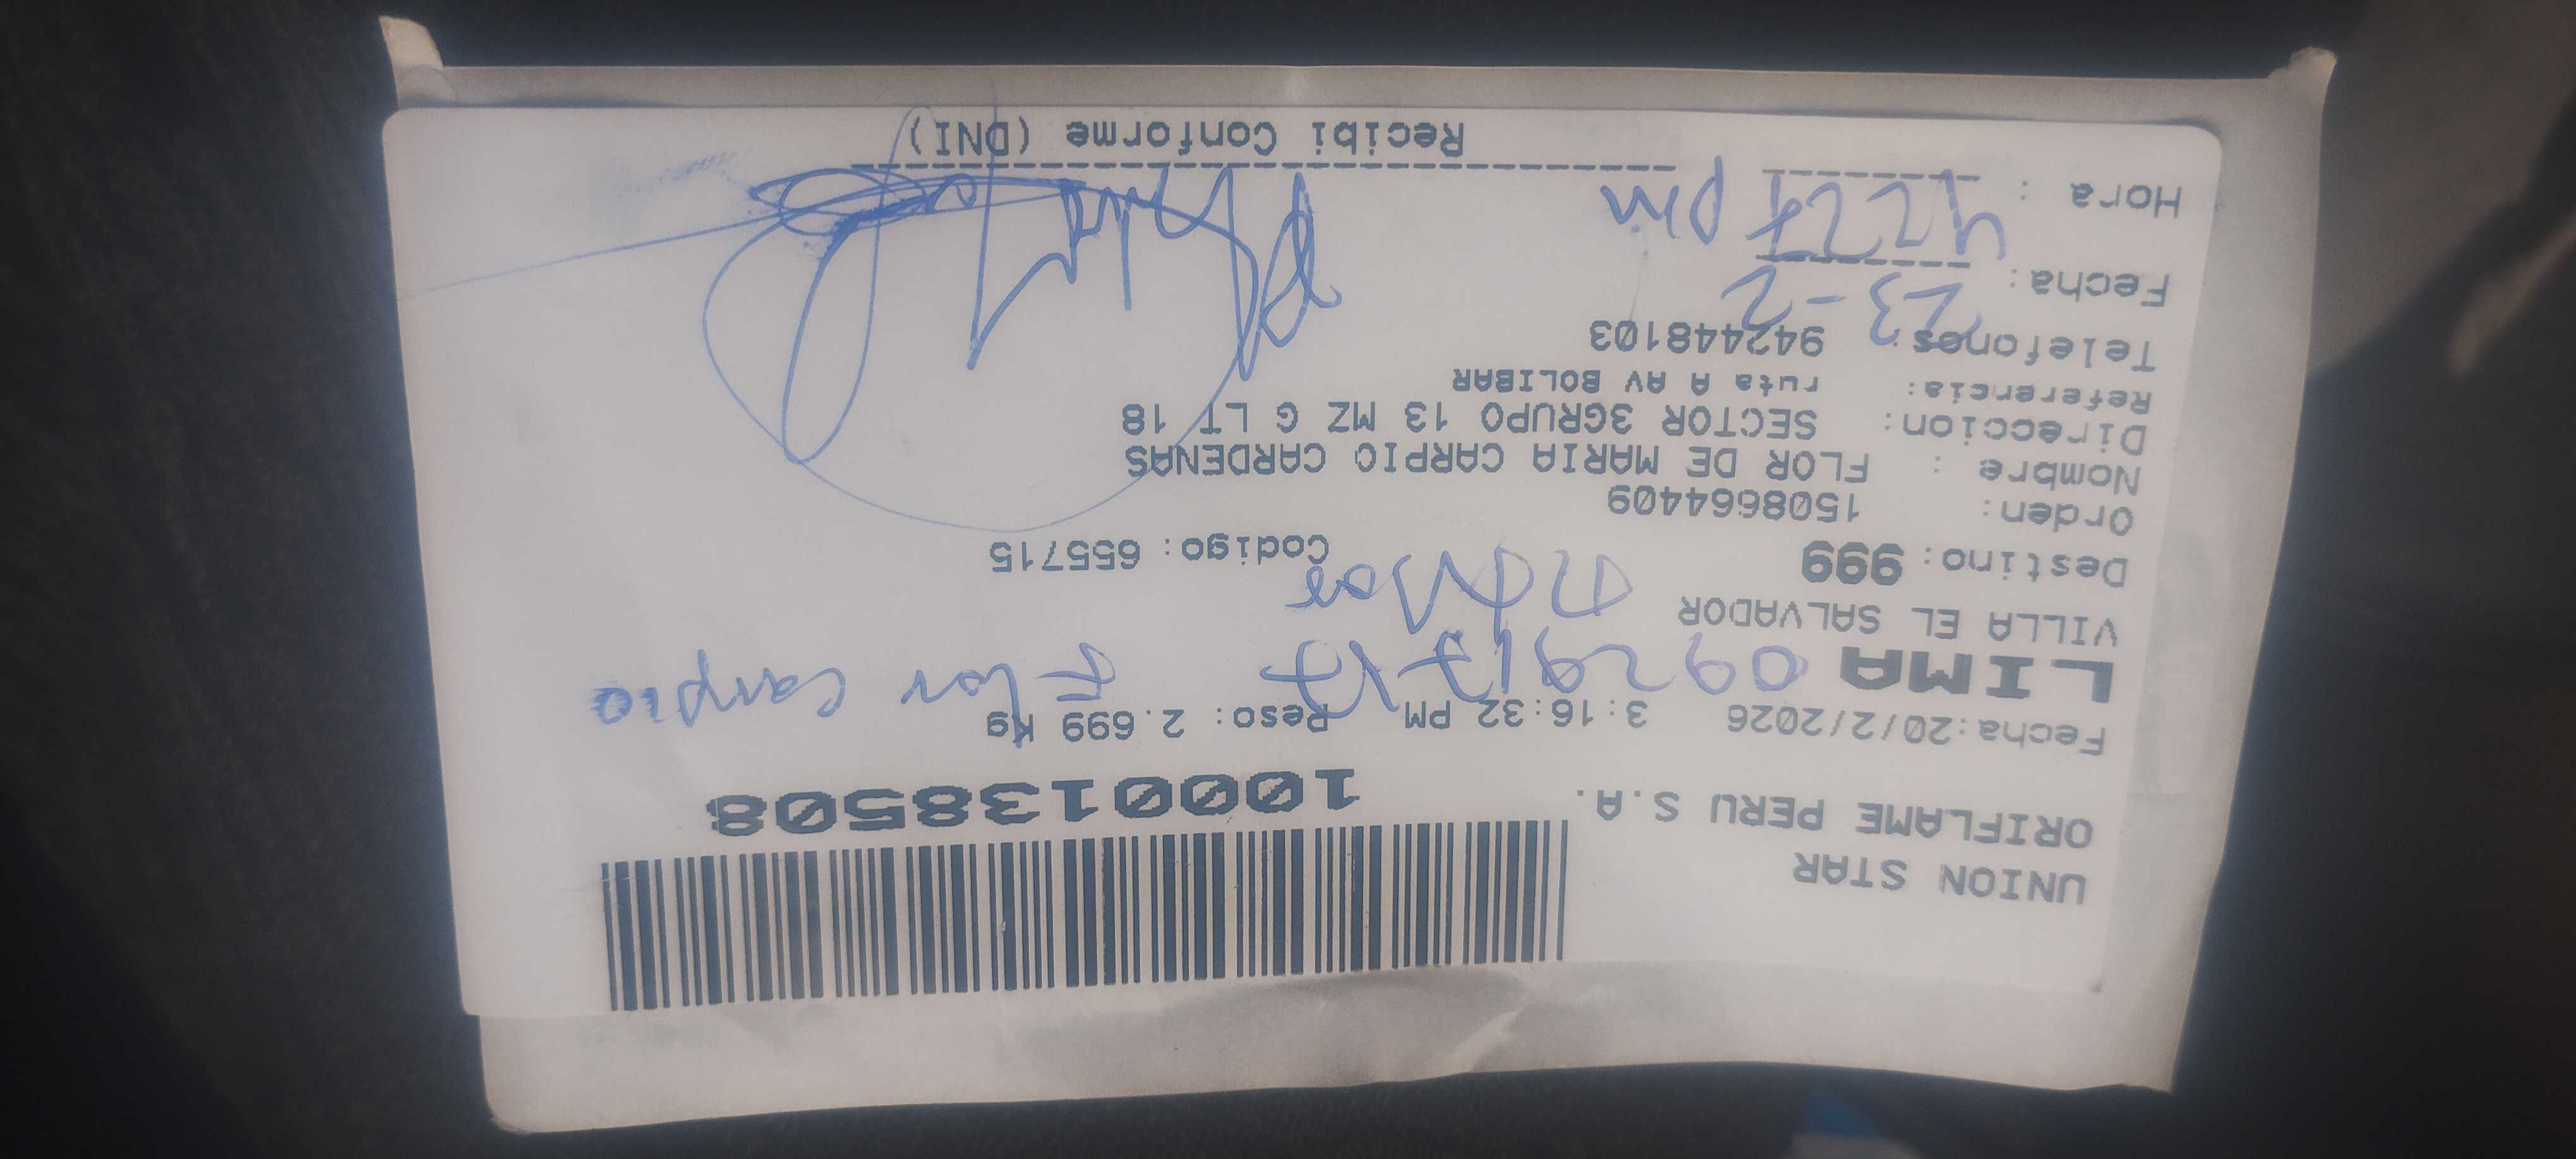 UNION STAR
ORIFLAME PERU S.A.
1000138508
Fecha:20/2/2026 3:16:32 PM Peso: 2.699 Kg
LIMA
Flor Carpio
VILLA EL SALVADOR
Destino: 999 Codigo: 655715
Orden: 1508664409
Nombre : FLOR DE MARIA CARPIO CARDENAS
Direccion: SECTOR 3GRUPO 13 MZ G LT 18
Referencia: ruta A AV BOLIBAR
Telefones: 942448103
Fecha: 23-2
Hora : 4:27 pm
Recibi Conforme (DNI)